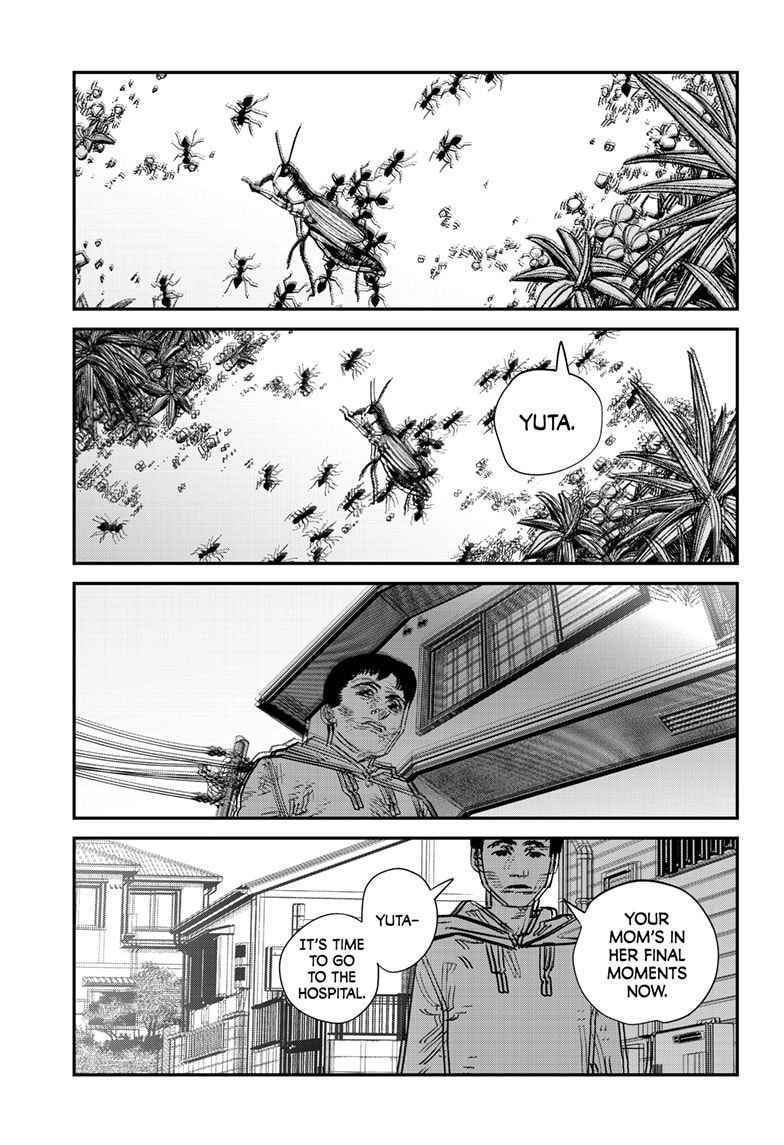 YUTA.
YUTA–
IT'S TIME
TO GO
TO THE
HOSPITAL.
YOUR
MOM'S IN
HER FINAL
MOMENTS
NOW.